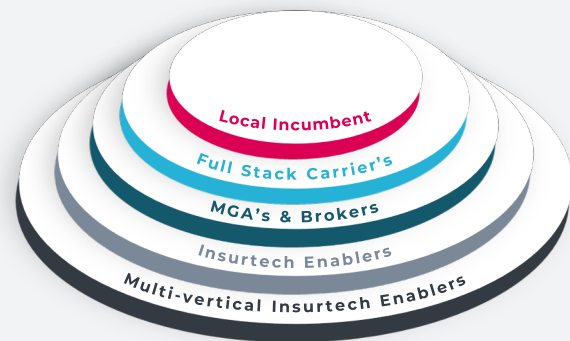 Local Incumbent
Full Stack Carrier's
MGA's & Brokers
Insurtech Enablers
Multi-vertical Insurtech Enablers